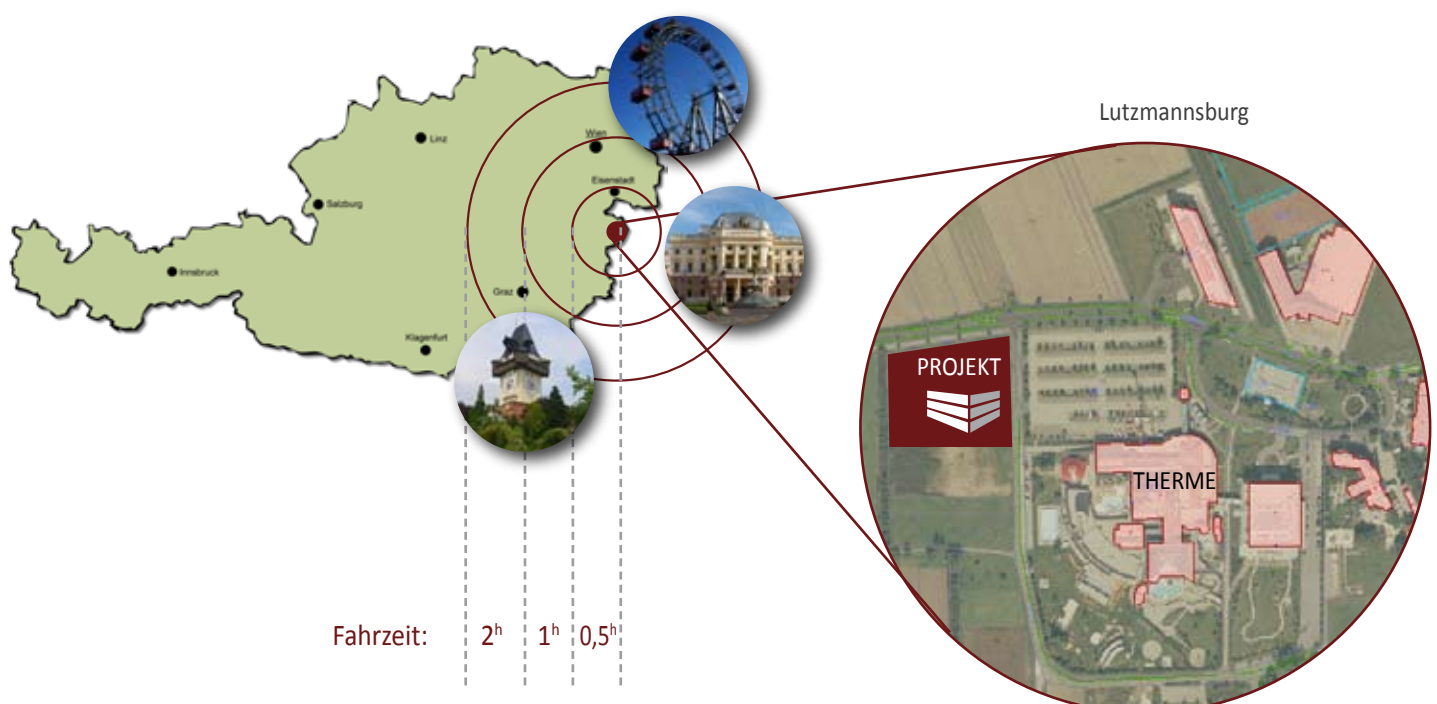 Lutzmannsburg
Linz
Wien
Eisenstadt
Salzburg
Innsbruck
Graz
Klagenfurt
PROJEKT
THERME
Fahrzeit: 2h 1h 0,5h